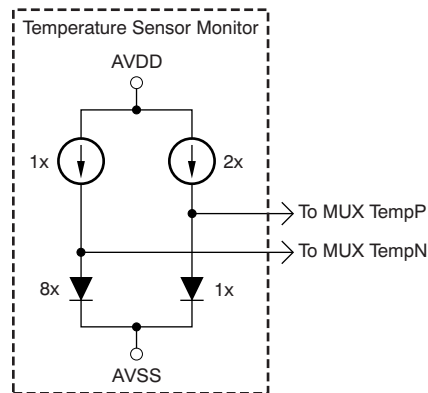 Temperature Sensor Monitor
AVDD
1x
2x
To MUX TempP
To MUX TempN
8x
1x
AVSS